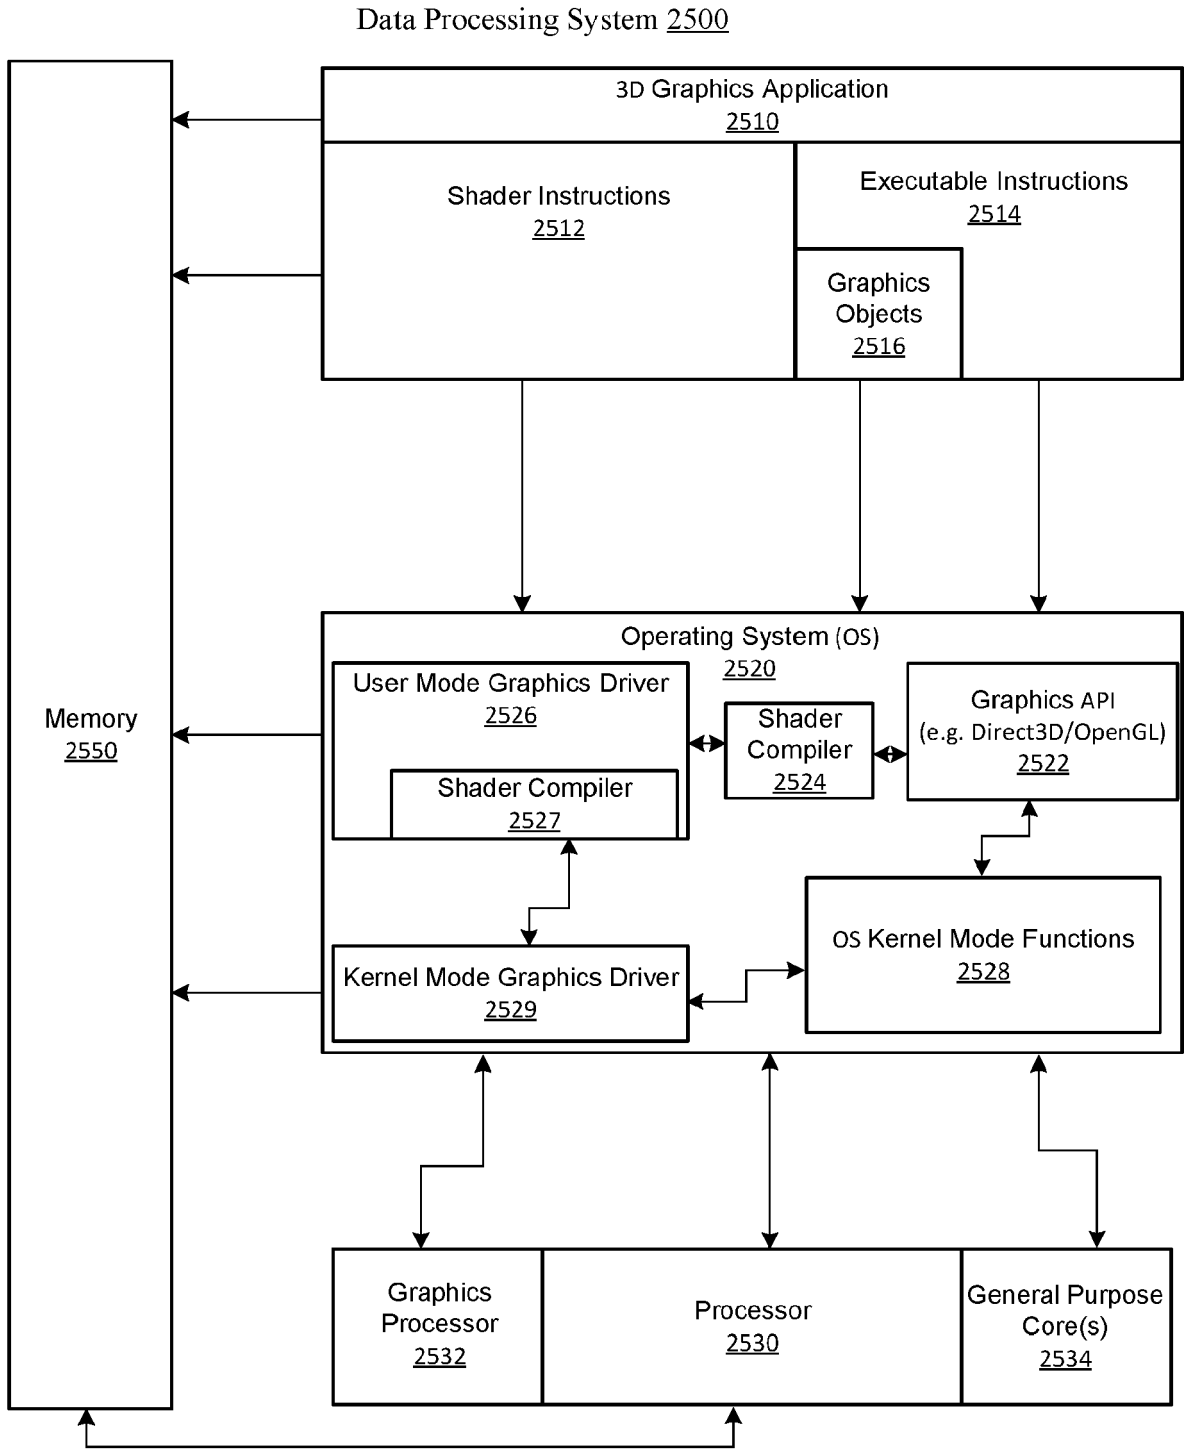 Data Processing System 2500
3D Graphics Application
2510
Shader Instructions
2512
Executable Instructions
2514
Graphics
Objects
2516
Memory
2550
Operating System (OS)
2520
User Mode Graphics Driver
2526
Shader Compiler
2527
Shader
Compiler
2524
Graphics API
(e.g. Direct3D/OpenGL)
2522
Kernel Mode Graphics Driver
2529
OS Kernel Mode Functions
2528
Graphics
Processor
2532
Processor
2530
General Purpose
Core(s)
2534